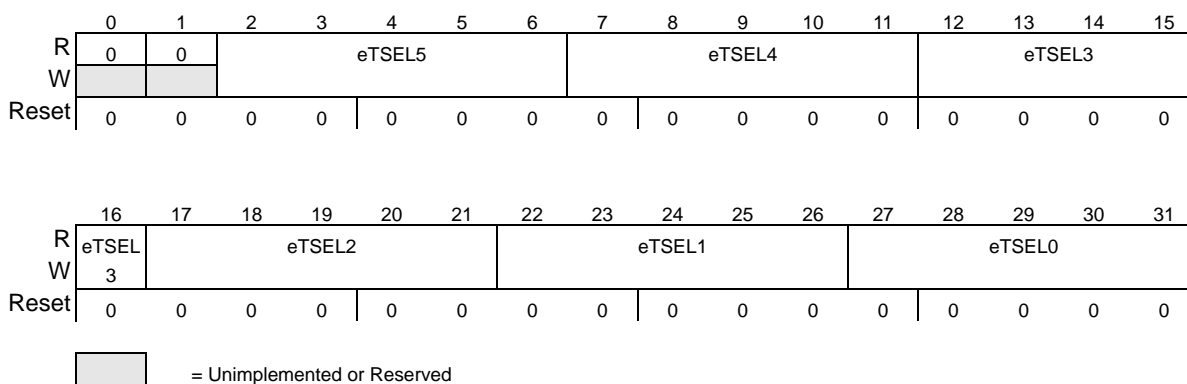 0 1 2 3 4 5 6 7 8 9 10 11 12 13 14 15
R 0 0 eTSEL5 eTSEL4 eTSEL3
W
Reset 0 0 0 0 0 0 0 0 0 0 0 0 0 0 0 0
16 17 18 19 20 21 22 23 24 25 26 27 28 29 30 31
R eTSEL eTSEL2 eTSEL1 eTSEL0
W 3
Reset 0 0 0 0 0 0 0 0 0 0 0 0 0 0 0 0
= Unimplemented or Reserved